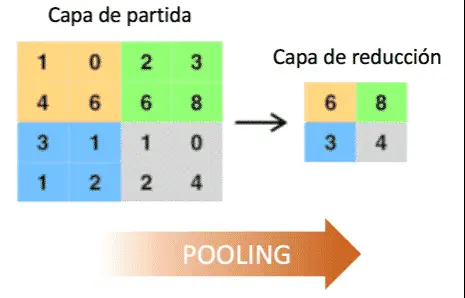 Capa de partida
1 0 2 3
4 6 6 8
3 1 1 0
1 2 2 4
Capa de reducción
6 8
3 4
POOLING